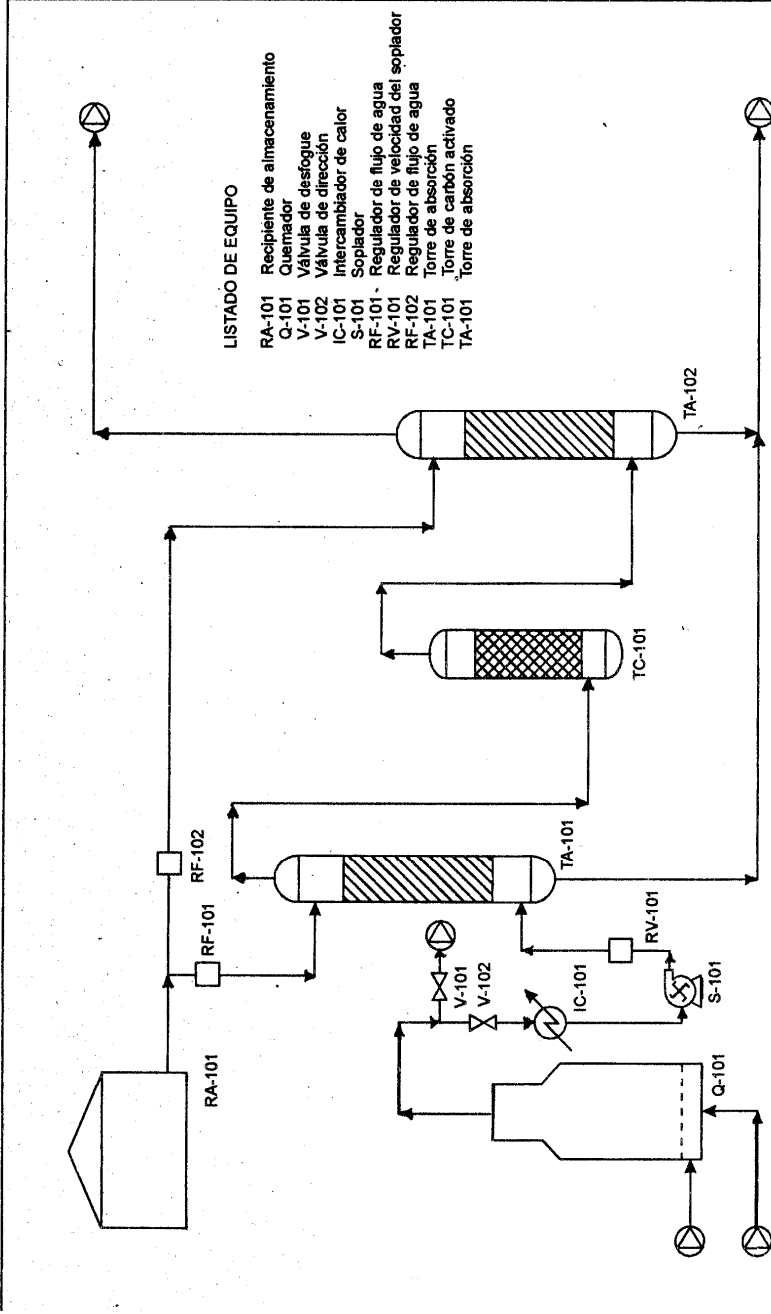 LISTADO DE EQUIPO
RA-101 Recipiente de almacenamiento
Q-101 Quemador
V-101 Válvula de desfogue
V-102 Válvula de dirección
IC-101 Intercambiador de calor
S-101 Soplador
RF-101 - Regulador de flujo de agua
RV-101 Regulador de velocidad del soplador
RF-102 Regulador de flujo de agua
TA-101 Torre de absorción
TC-101 Torre de carbón activado
TA-101 Torre de absorción
RA-101
RF-101
RF-102
V-101
V-102
IC-101
Q-101
S-101
RV-101
TA-101
TC-101
TA-102